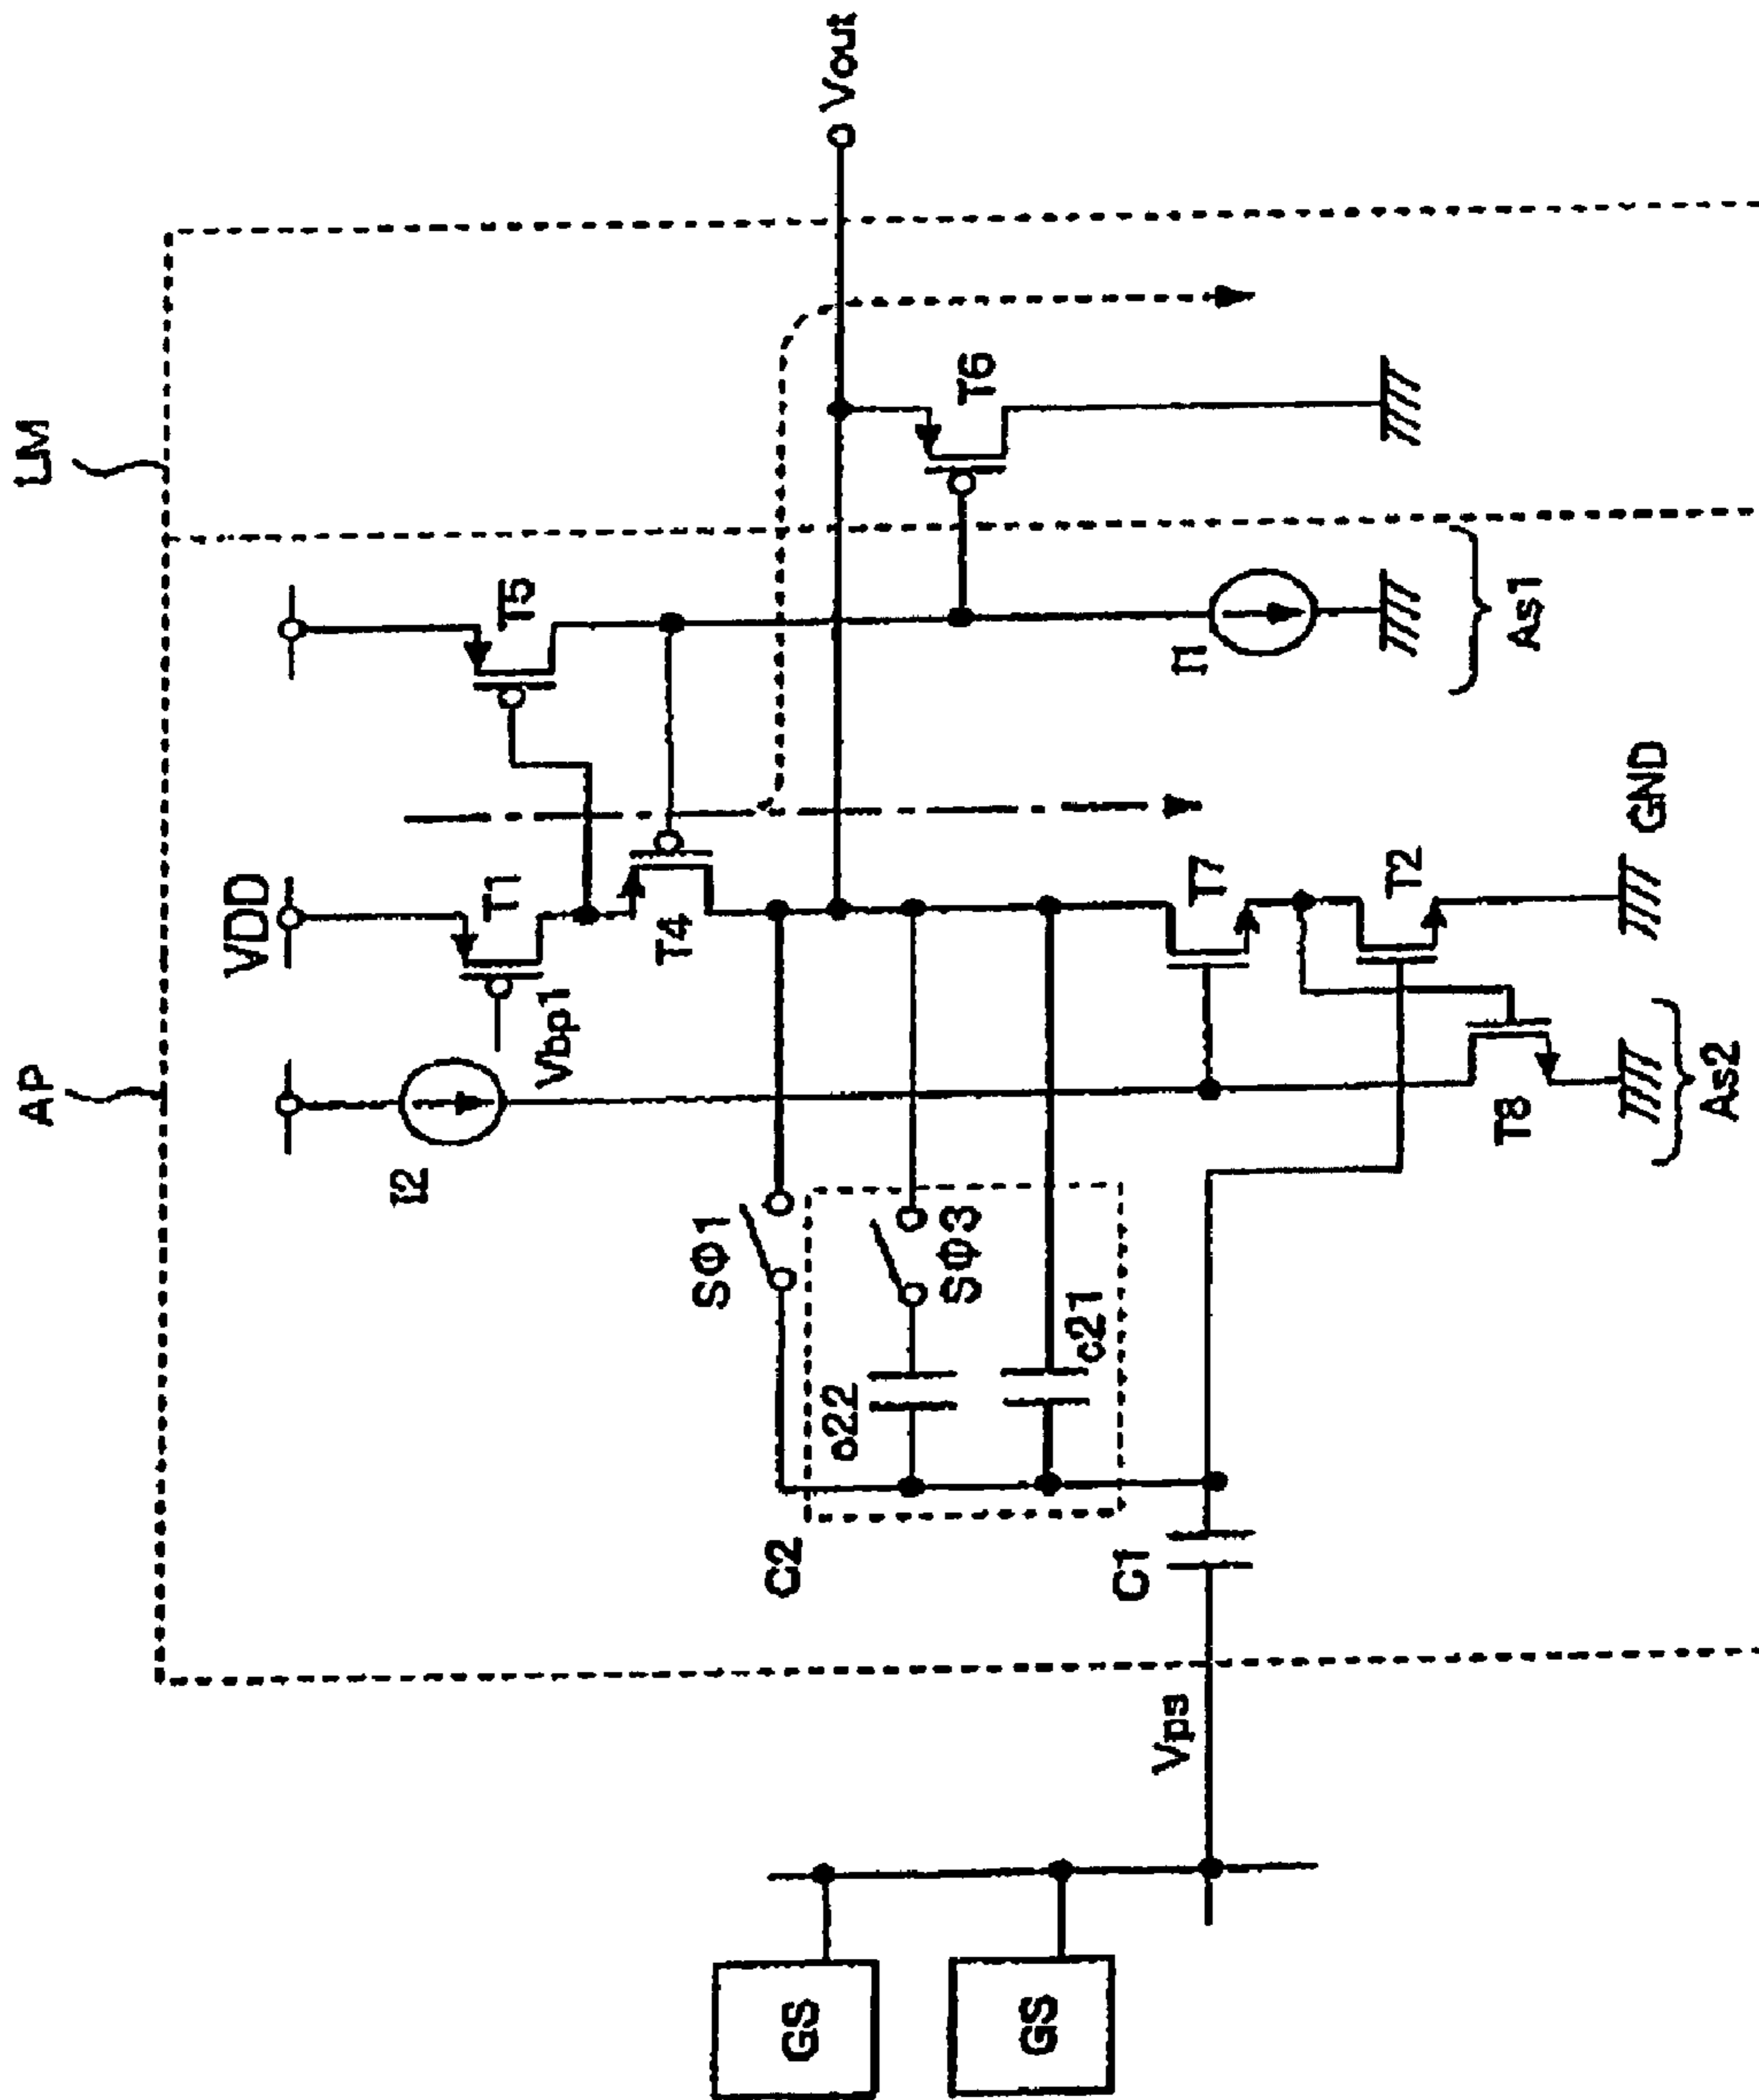 AP
LM
VDD
I2
T1
T5
Vbp1
T4
SΦ1
C2
GS
c22
Vout
SΦ3
T6
GS
c21
C1
Vps
I1
T7
T2
T8
As1
GND
As2